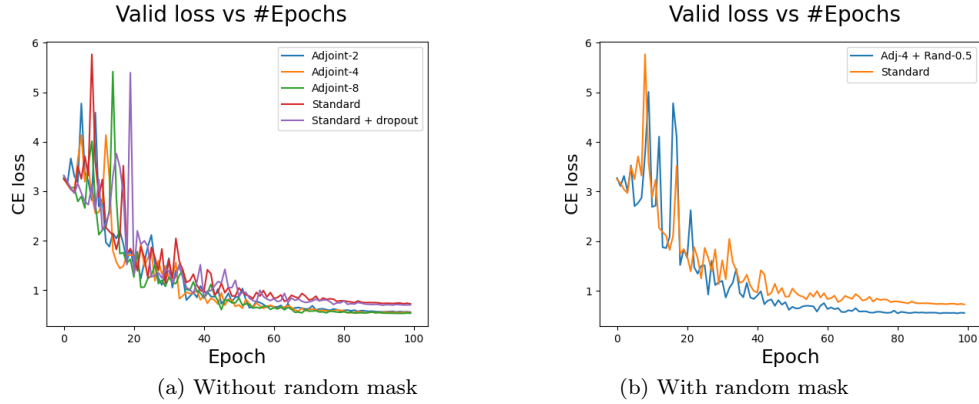 Valid loss vs #Epochs
6
5
4
3
2
1
CE loss
Adjoint-2
Adjoint-4
Adjoint-8
Standard
Standard + dropout
0 20 40 60 80 100
Epoch
(a) Without random mask
Valid loss vs #Epochs
6
5
4
3
2
1
CE loss
Adj-4 + Rand-0.5
Standard
0 20 40 60 80 100
Epoch
(b) With random mask